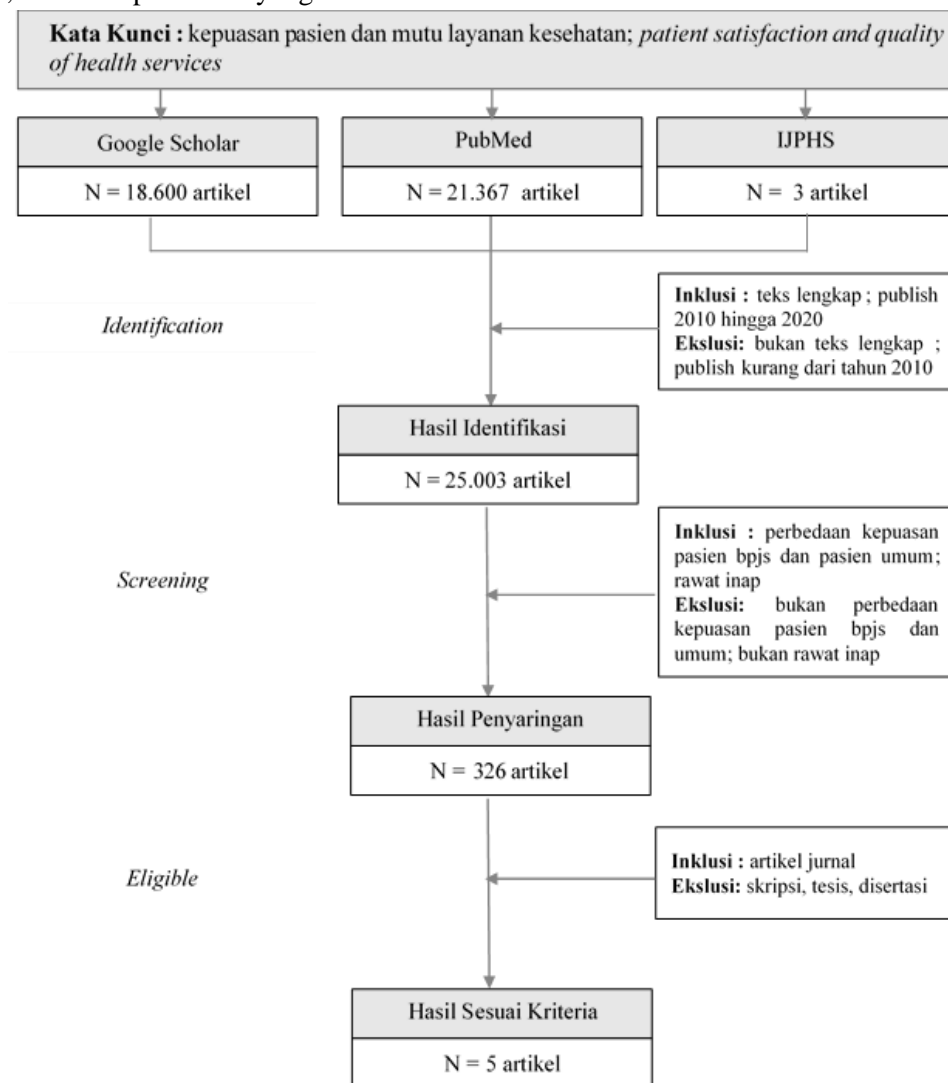 Kata Kunci : kepuasan pasien dan mutu layanan kesehatan; patient satisfaction and quality
of health services
Google Scholar
N = 18.600 artikel
PubMed
N = 21.367 artikel
IJPHS
N = 3 artikel
Identification
Inklusi : teks lengkap ; publish
2010 hingga 2020
Ekslusi: bukan teks lengkap ;
publish kurang dari tahun 2010
Hasil Identifikasi
N = 25.003 artikel
Screening
Inklusi : perbedaan kepuasan
pasien bpjs dan pasien umum;
rawat inap
Ekslusi: bukan perbedaan
kepuasan pasien bpjs dan
umum; bukan rawat inap
Hasil Penyaringan
N = 326 artikel
Eligible
Inklusi : artikel jurnal
Ekslusi: skripsi, tesis, disertasi
Hasil Sesuai Kriteria
N = 5 artikel